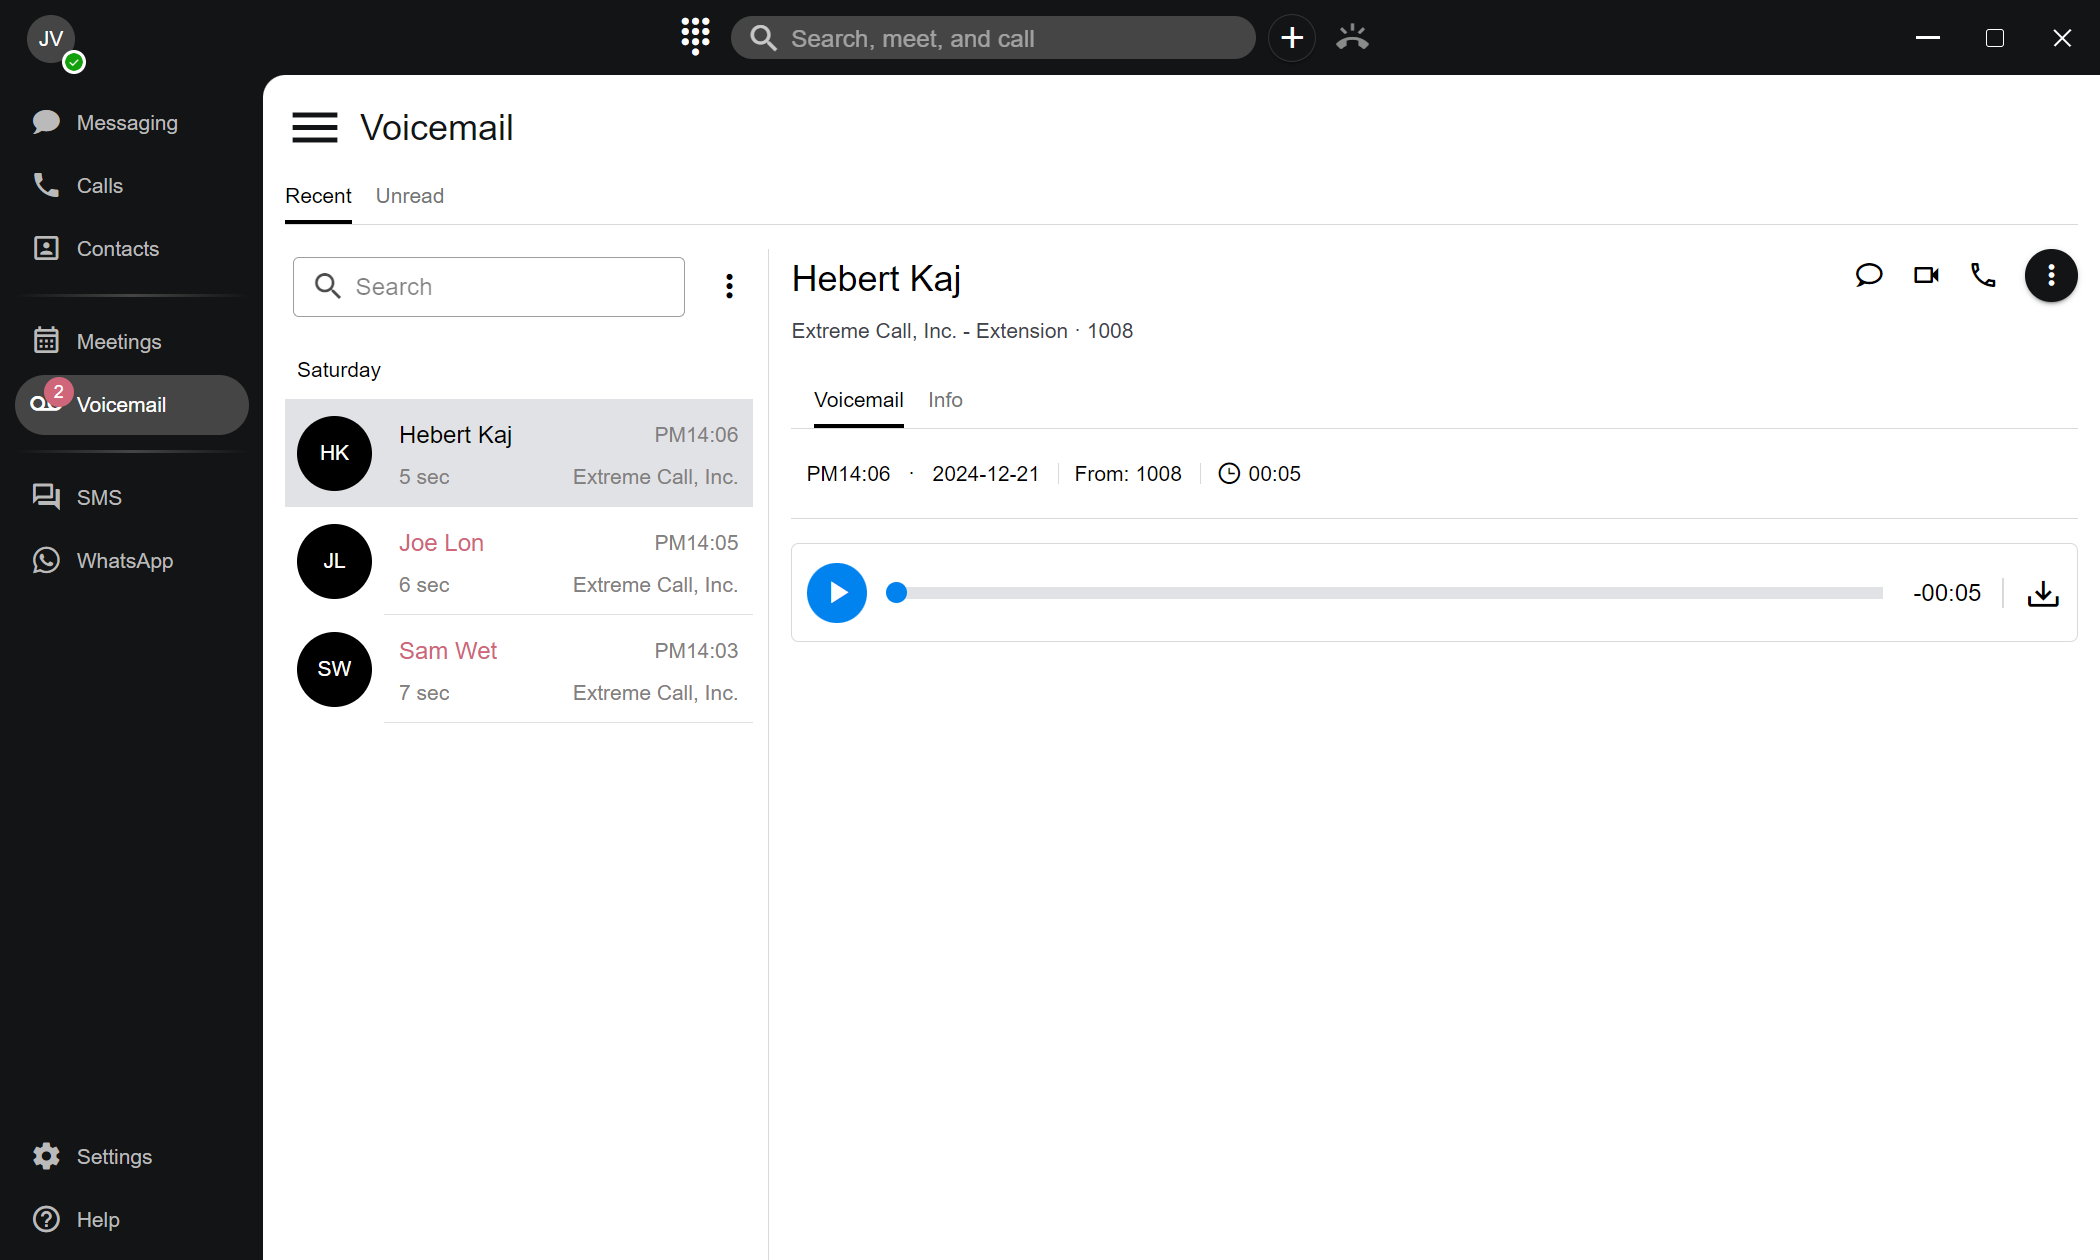 JV
Search, meet, and call
Messaging
Calls
Contacts
Meetings
2
Voicemail
SMS
WhatsApp
Settings
Help
Voicemail
Recent Unread
Search
Saturday
HK
Hebert Kaj PM14:06
5 sec Extreme Call, Inc.
JL
Joe Lon PM14:05
6 sec Extreme Call, Inc.
SW
Sam Wet PM14:03
7 sec Extreme Call, Inc.
Hebert Kaj
Extreme Call, Inc. - Extension · 1008
Voicemail Info
PM14:06 · 2024-12-21 From: 1008 00:05
-00:05